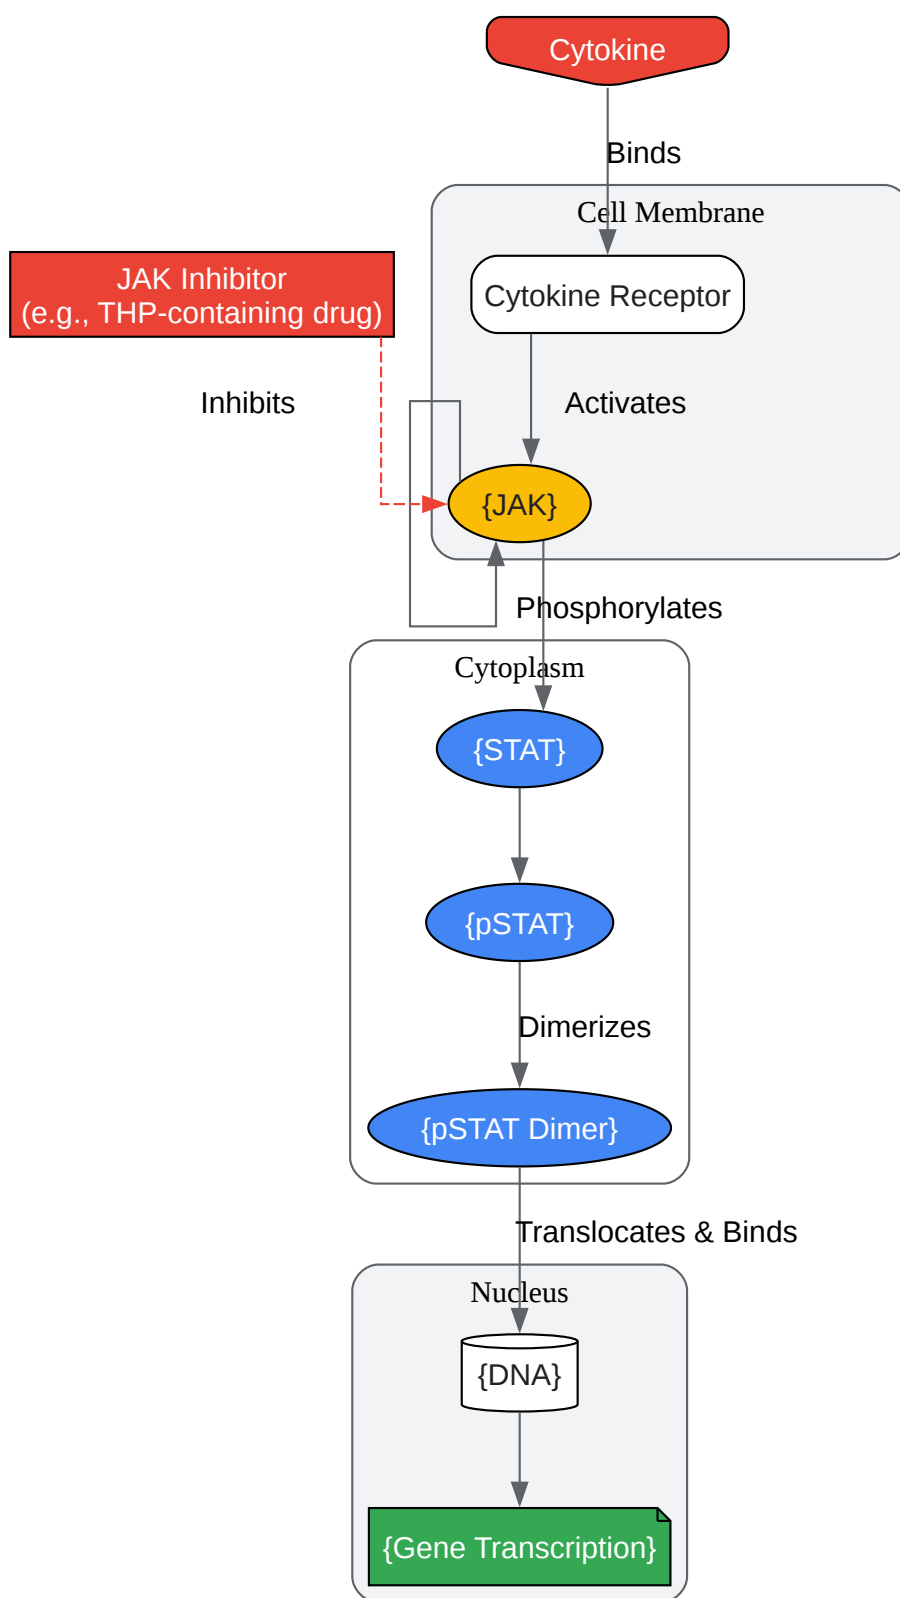 Cytokine
Binds
Cell Membrane
JAK Inhibitor
(e.g., THP-containing drug)
Cytokine Receptor
Inhibits
Activates
{JAK}
Phosphorylates
Cytoplasm
{STAT}
{pSTAT}
Dimerizes
{pSTAT Dimer}
Translocates & Binds
Nucleus
{DNA}
{Gene Transcription}